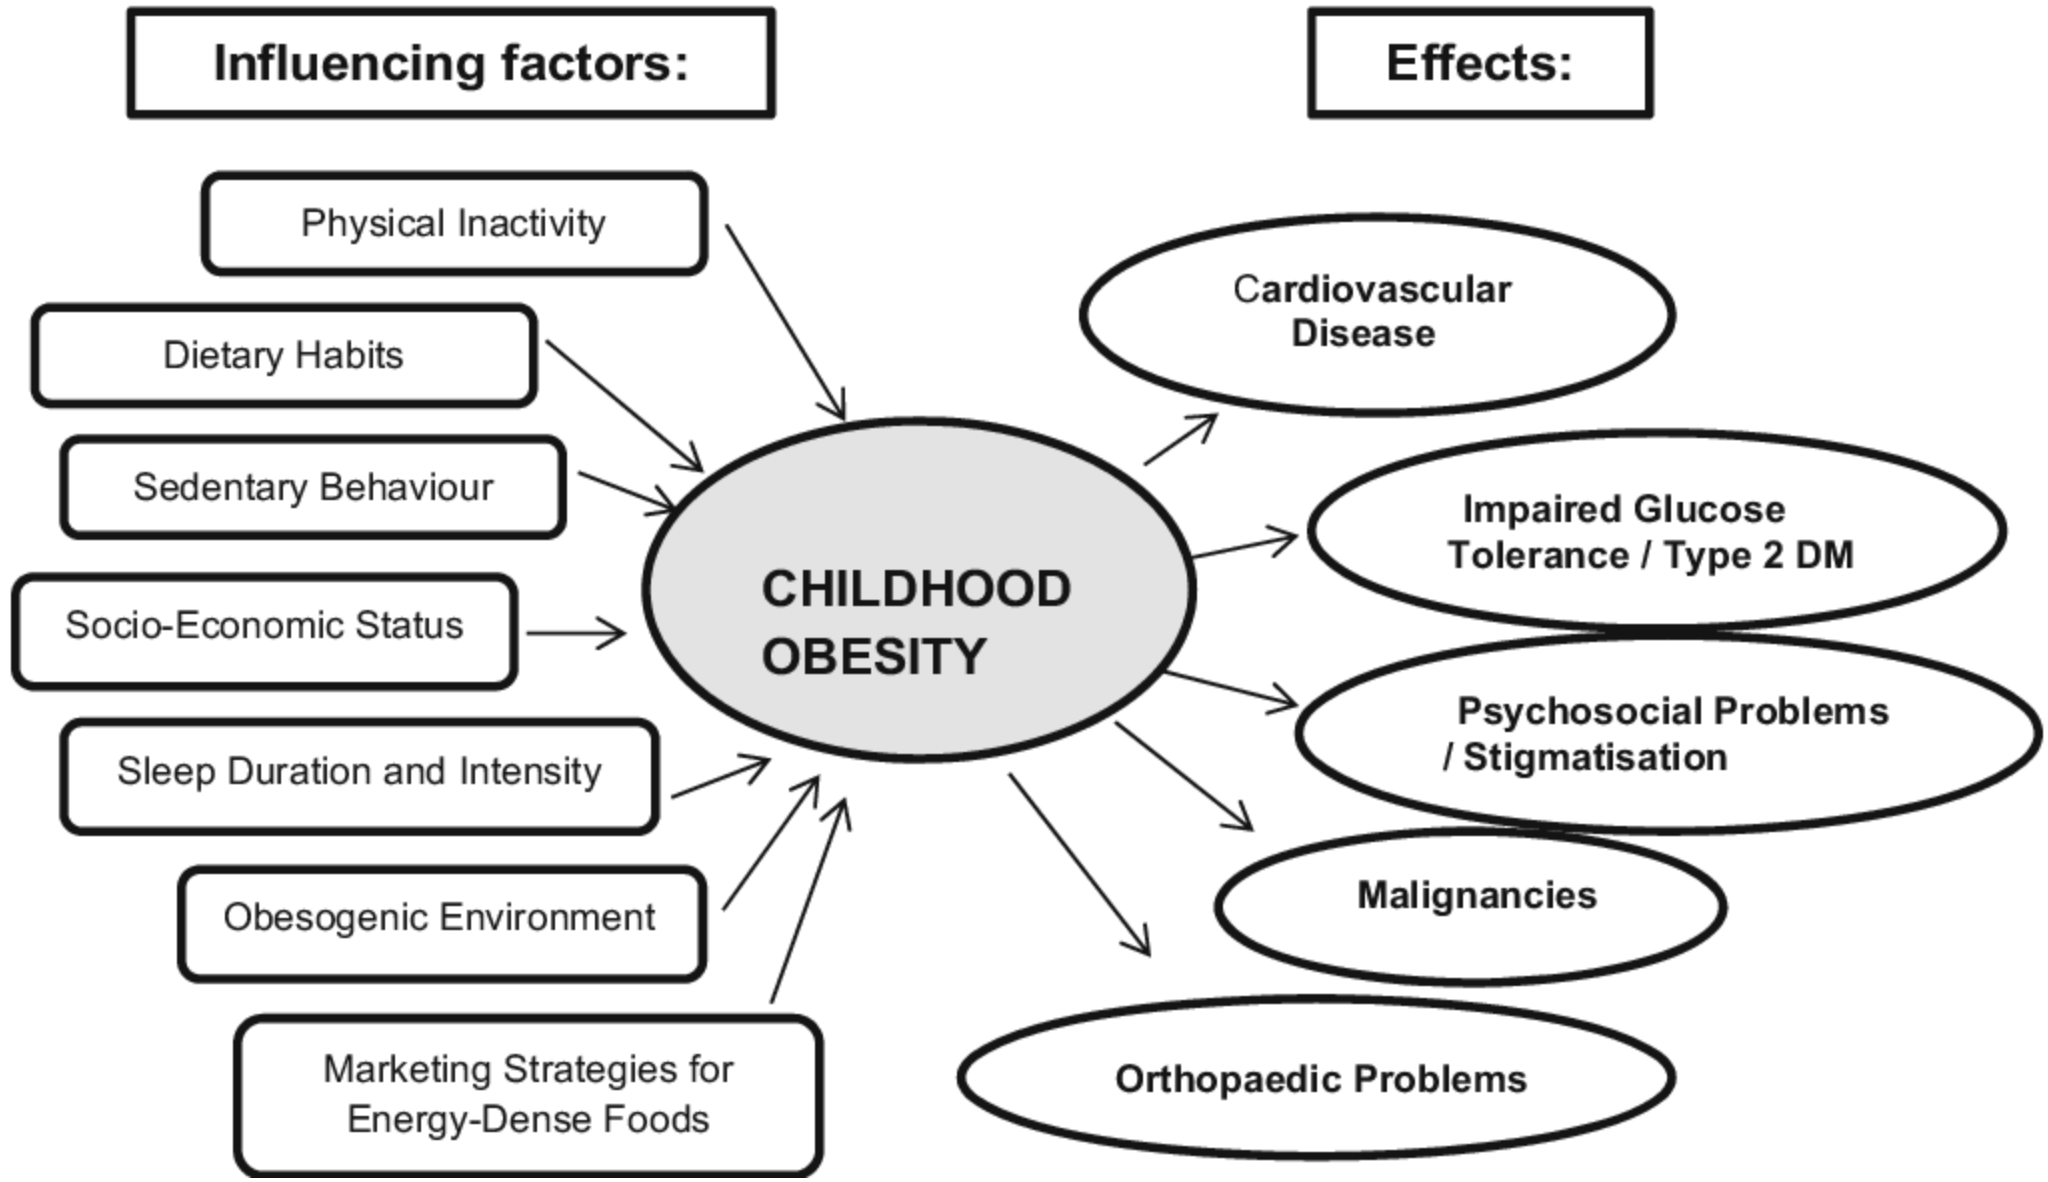 Influencing factors:
Effects:
Physical Inactivity
Dietary Habits
Sedentary Behaviour
Socio-Economic Status
Sleep Duration and Intensity
Obesogenic Environment
Marketing Strategies for
Energy-Dense Foods
CHILDHOOD
OBESITY
Cardiovascular
Disease
Impaired Glucose
Tolerance / Type 2 DM
Psychosocial Problems
/ Stigmatisation
Malignancies
Orthopaedic Problems